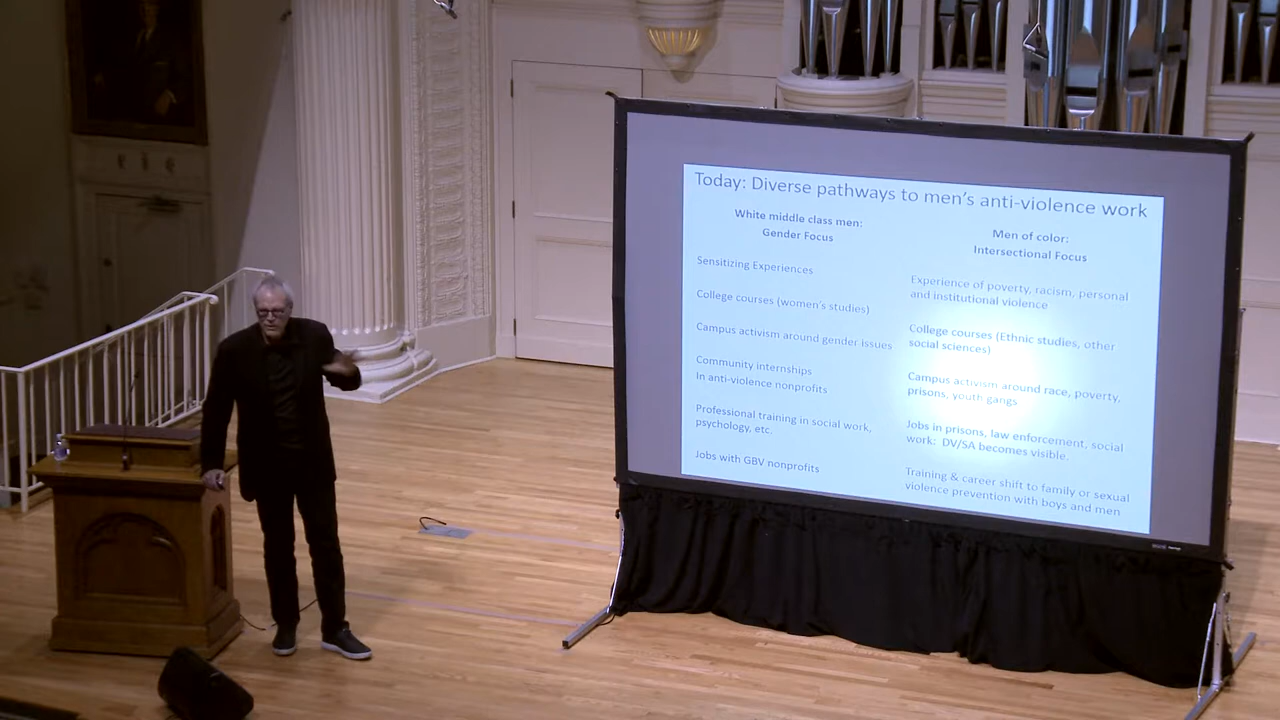 Today: Diverse pathways to men's anti-violence work
White middle class men:
Gender Focus
Sensitizing Experiences
College courses (women's studies)
Campus activism around gender issues
Community internships
In anti-violence nonprofits
Professional training in social work,
psychology, etc.
Jobs with GBV nonprofits
Men of color:
Intersectional Focus
Experience of poverty, racism, personal
and institutional violence
College courses (Ethnic studies, other
social sciences)
Campus activism around race, poverty,
prisons, youth gangs
Jobs in prisons, law enforcement, social
work: DV/SA becomes visible.
Training & career shift to family or sexual
violence prevention with boys and men